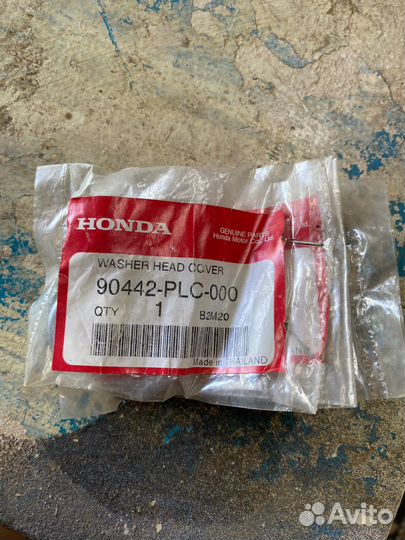 HONDA
GENUINE PARTS
Honda Motor Co., Ltd.
WASHER HEAD COVER
90442-PLC-000
QTY 1 B2M20
Made in THAILAND
Avito